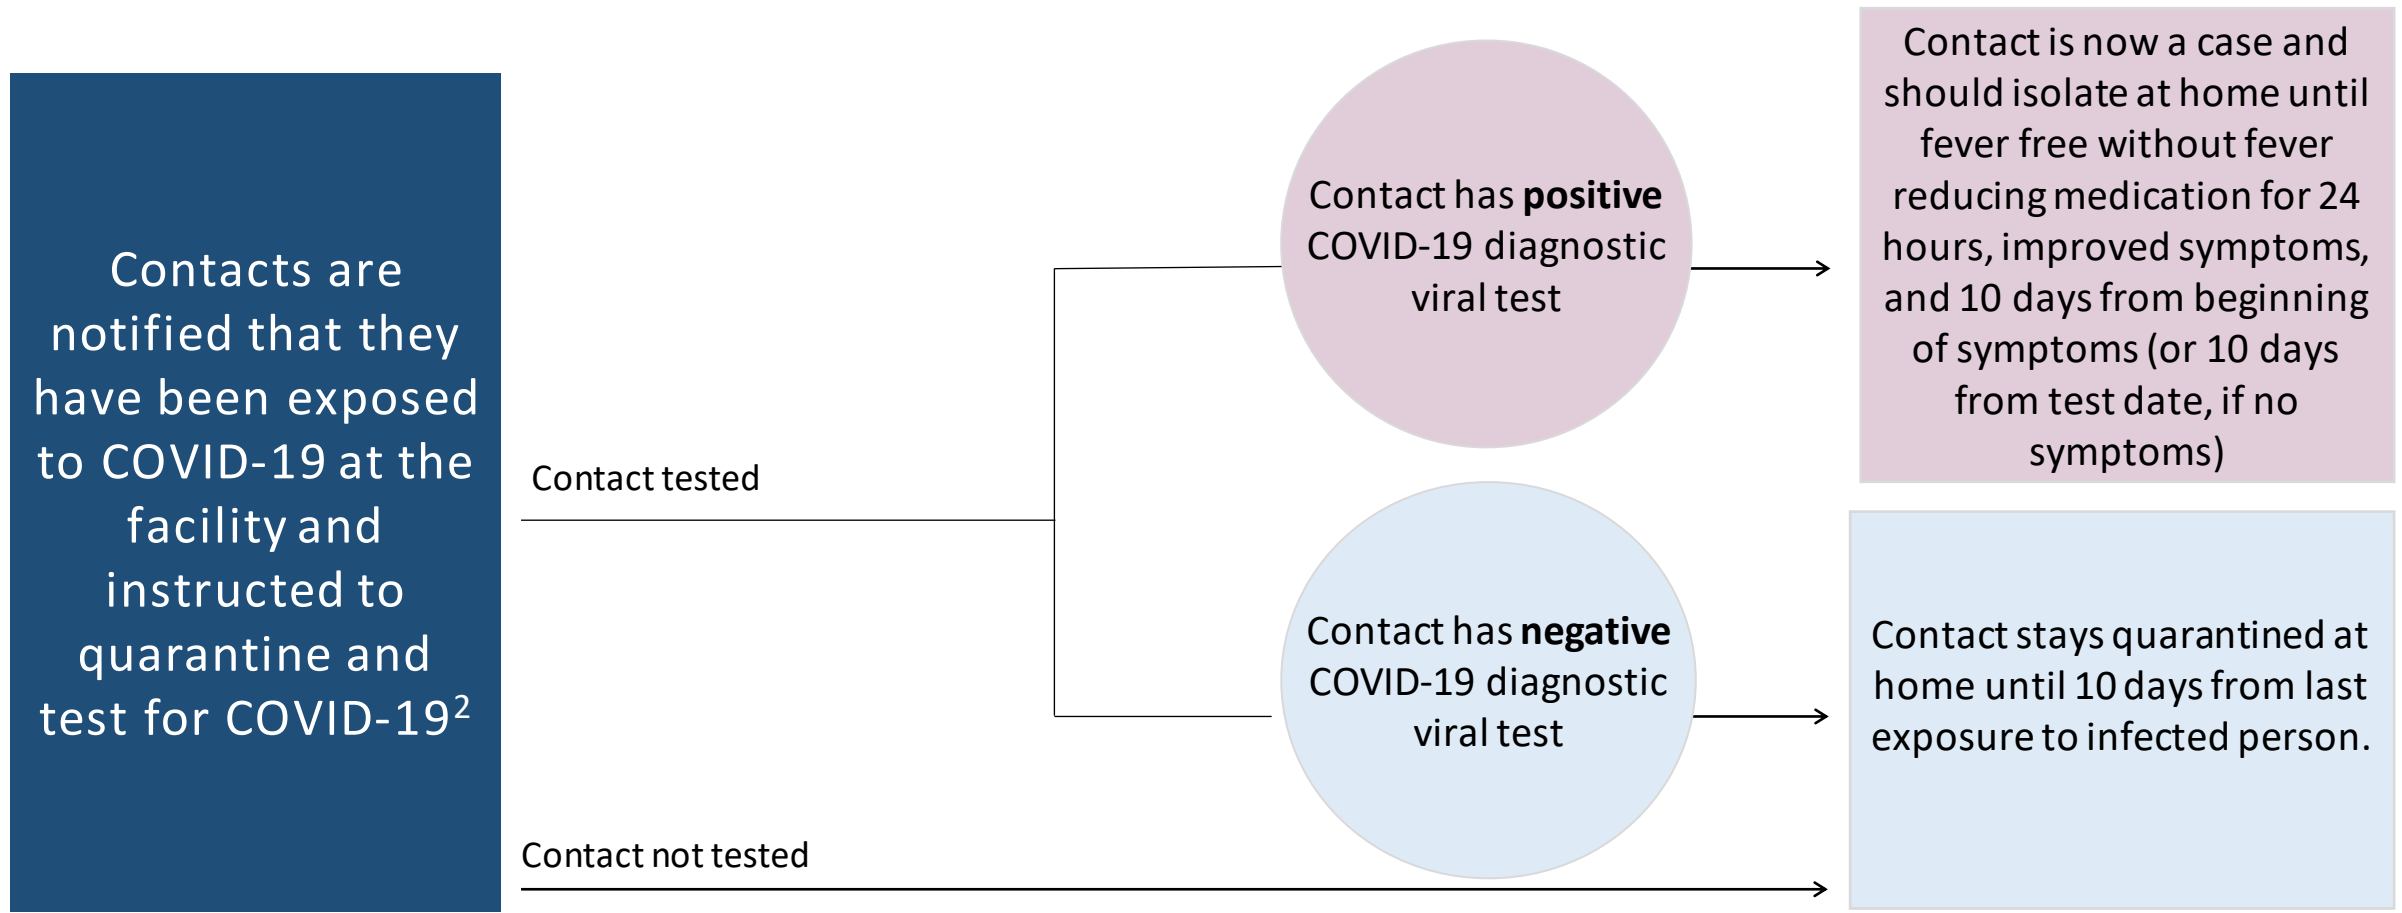 Contacts are
notified that they
have been exposed
to COVID-19 at the
facility and
instructed to
quarantine and
test for COVID-19²
Contact tested
Contact not tested
Contact has positive
COVID-19 diagnostic
viral test
Contact has negative
COVID-19 diagnostic
viral test
Contact is now a case and
should isolate at home until
fever free without fever
reducing medication for 24
hours, improved symptoms,
and 10 days from beginning
of symptoms (or 10 days
from test date, if no
symptoms)
Contact stays quarantined at
home until 10 days from last
exposure to infected person.